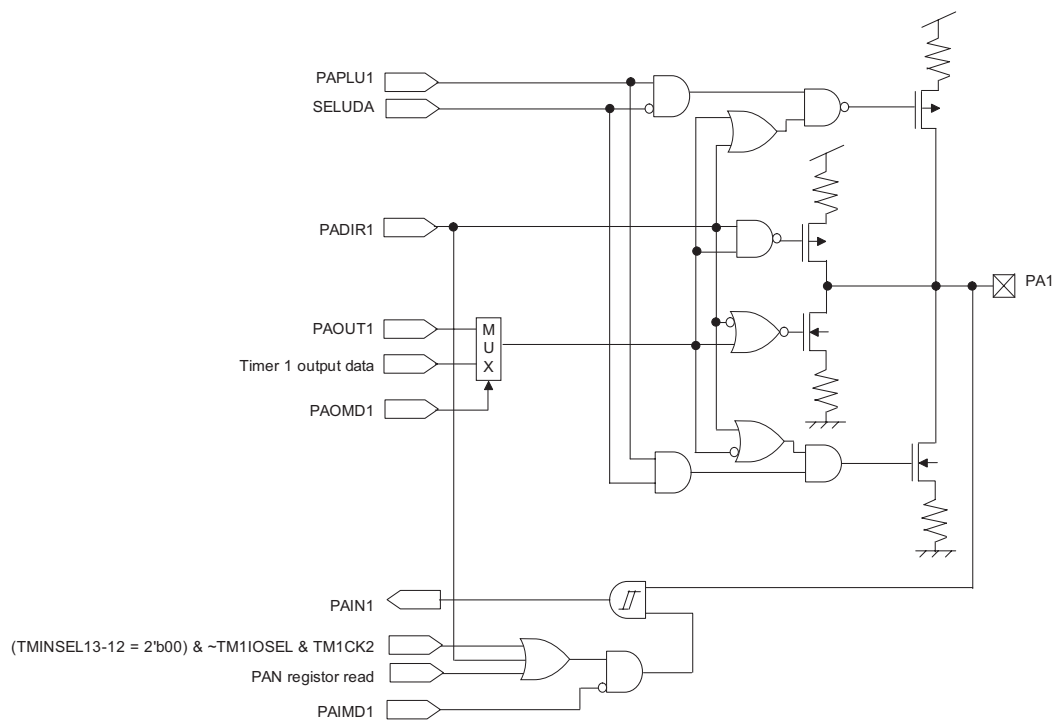 PAPLU1
SELUDA
PADIR1
PA1
PAOUT1
MUX
Timer 1 output data
PAOMD1
PAIN1
(TMINSEL13-12 = 2'b00) & ~TM1IOSEL & TM1CK2
PAN registor read
PAIMD1